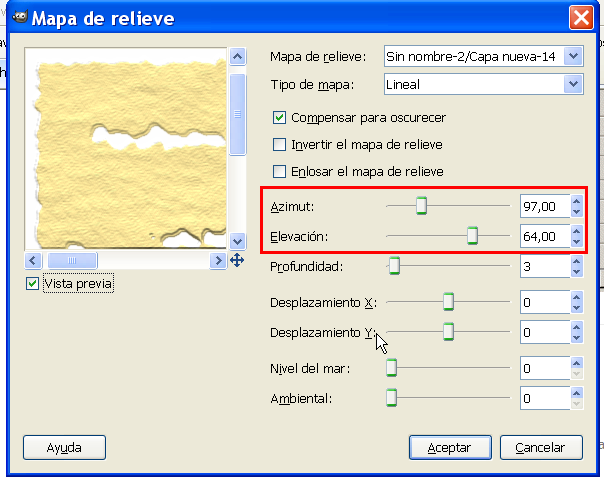 Mapa de relieve
Mapa de relieve: Sin nombre-2/Capa nueva-14
Tipo de mapa: Lineal
Compensar para oscurecer
Invertir el mapa de relieve
Enlosar el mapa de relieve
Azimut: 97,00
Elevación: 64,00
Profundidad: 3
Vista previa
Desplazamiento X: 0
Desplazamiento Y: 0
Nivel del mar: 0
Ambiental: 0
Ayuda Aceptar Cancelar